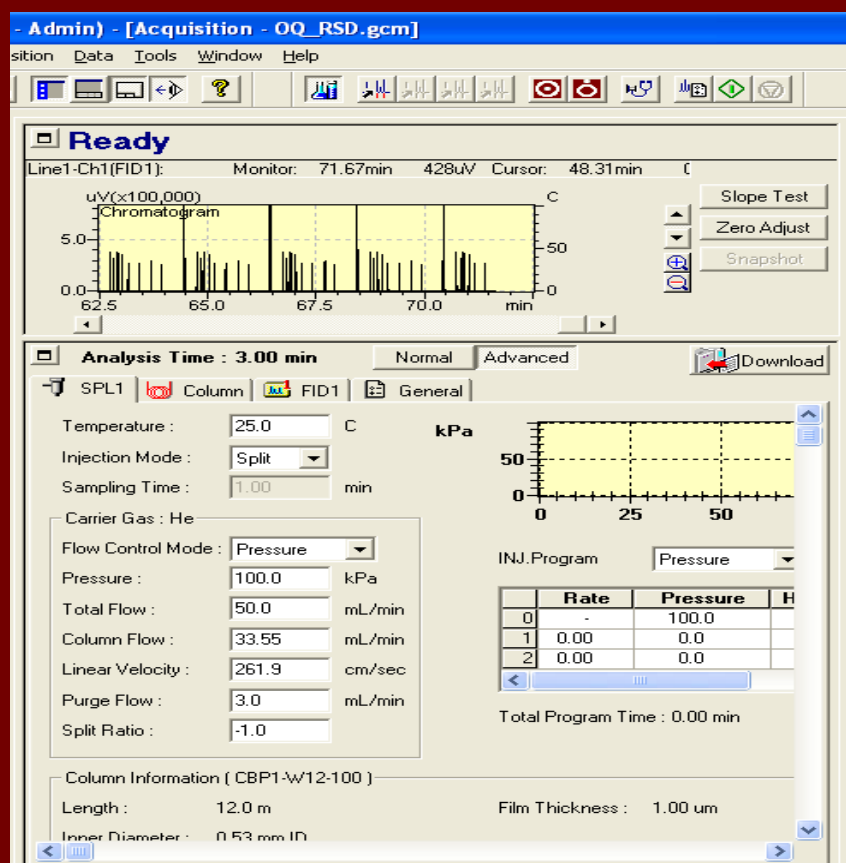 - Admin) - [Acquisition - OQ_RSD.gcm]
sition Data Tools Window Help
Ready
Line1-Ch1(FID1): Monitor: 71.67min 428uV Cursor: 48.31min
uV(x100,000) C
Chromatogram
5.0 50
0.0 0
62.5 65.0 67.5 70.0 min
Slope Test
Zero Adjust
Snapshot
Analysis Time : 3.00 min Normal Advanced Download
SPL1 Column FID1 General
Temperature : 25.0 C
Injection Mode : Split
Sampling Time : 1.00 min
Carrier Gas : He
Flow Control Mode : Pressure
Pressure : 100.0 kPa
Total Flow : 50.0 mL/min
Column Flow : 33.55 mL/min
Linear Velocity : 261.9 cm/sec
Purge Flow : 3.0 mL/min
Split Ratio : -1.0
kPa
50
0
0 25 50
INJ.Program Pressure
Rate Pressure H
0 - 100.0
1 0.00 0.0
2 0.00 0.0
Total Program Time : 0.00 min
Column Information ( CBP1-W12-100 )
Length : 12.0 m Film Thickness : 1.00 um
Inner Diameter : 0.53 mm ID